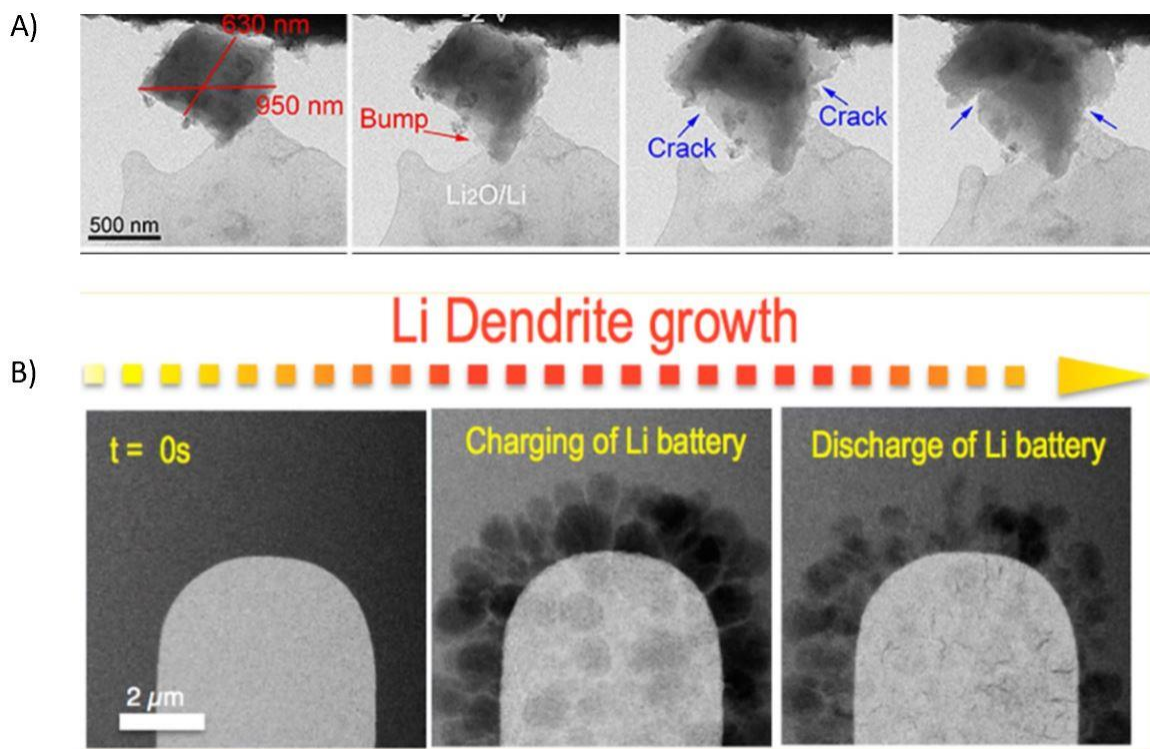 A)
-2 V
630 nm
950 nm
Bump
Crack
Crack
Li₂O/Li
500 nm
Li Dendrite growth
B)
t = 0s
Charging of Li battery
Discharge of Li battery
2 μm